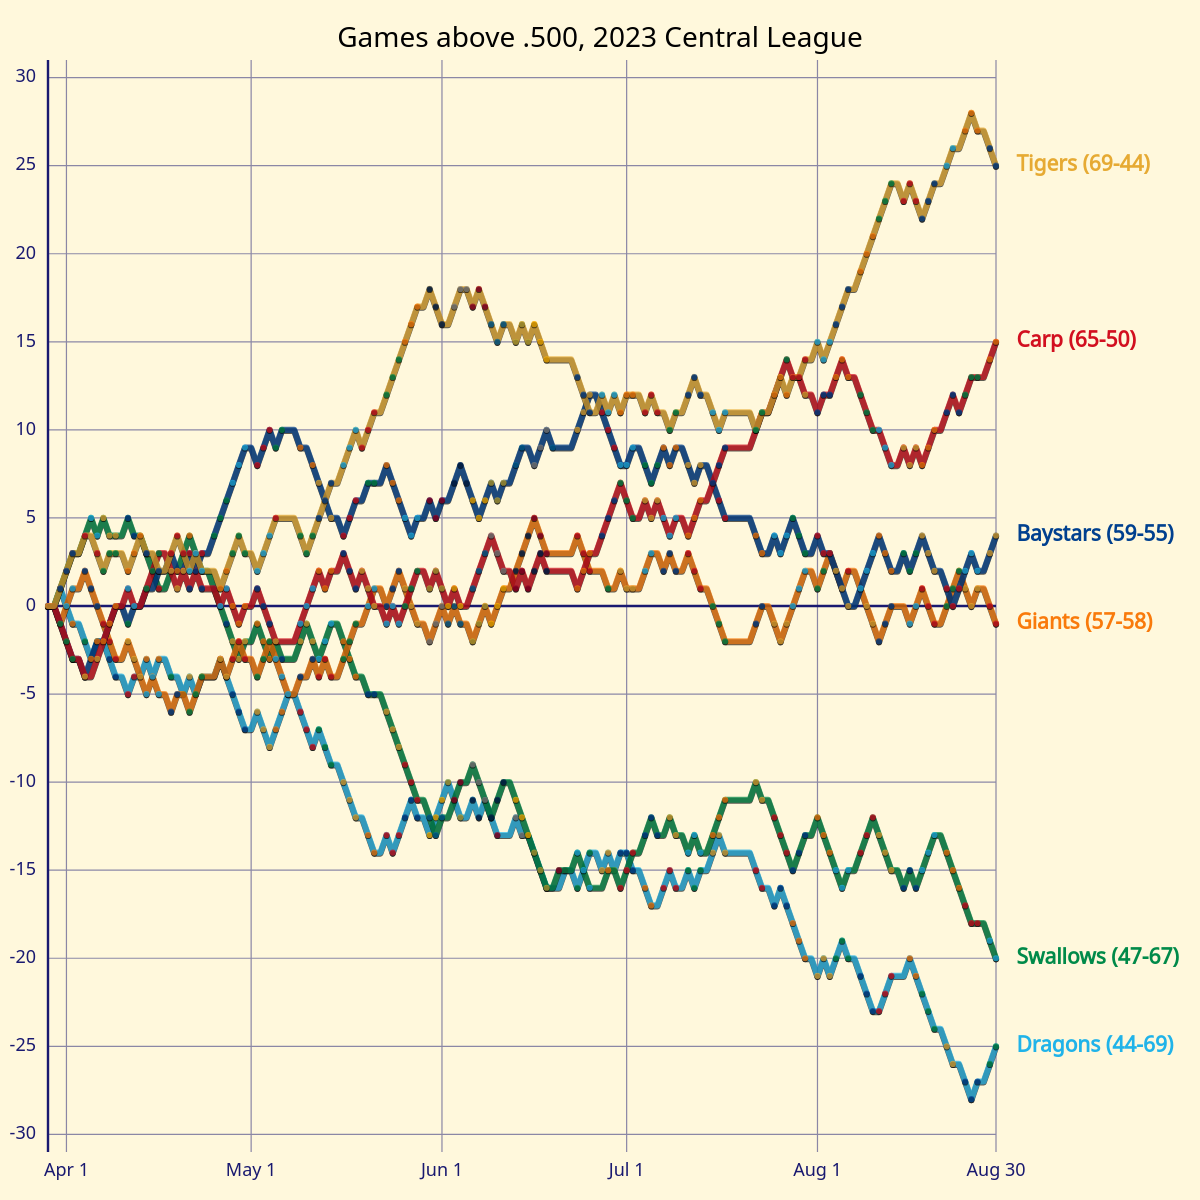 Games above .500, 2023 Central League
30
25
20
15
10
5
0
-5
-10
-15
-20
-25
-30
Tigers (69-44)
Carp (65-50)
Baystars (59-55)
Giants (57-58)
Swallows (47-67)
Dragons (44-69)
Apr 1
May 1
Jun 1
Jul 1
Aug 1
Aug 30